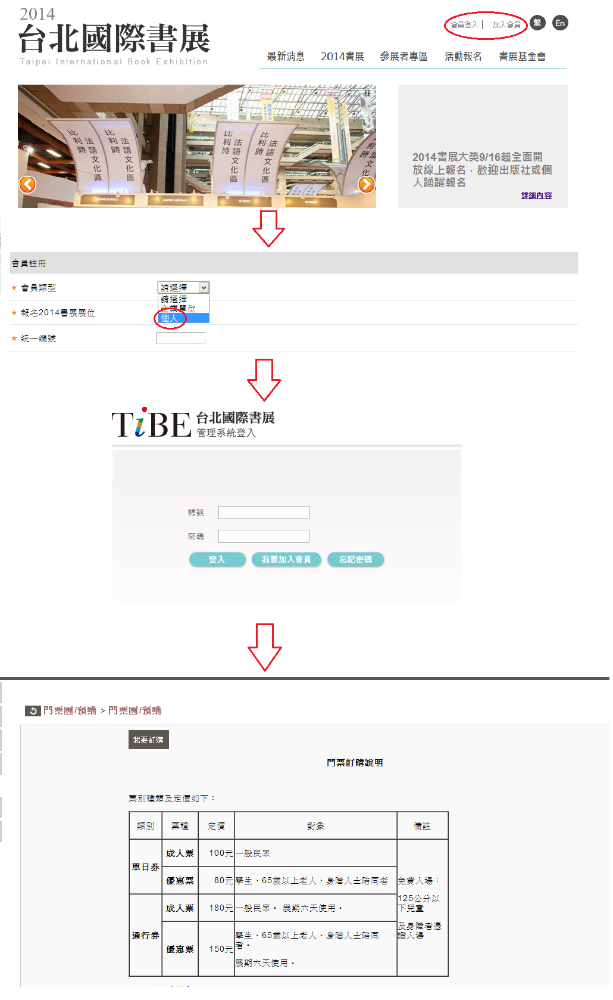 2014
台北國際書展
Taipei International Book Exhibition
會員登入 | 加入會員 繁 En
最新消息 2014書展 參展者專區 活動報名 書展基金會
比利時 法語文化區 比利時 法語文化區 比利時 法語文化區 比利時 法語文化區 利時 文
2014書展大獎9/16起全面開
放線上報名，歡迎出版社或個
人踴躍報名
詳細內容
會員註冊
★ 會員類型 請選擇
請選擇
企業單位
★ 報名2014書展展位
個人
★ 統一編號
TiBE 台北國際書展
管理系統登入
帳號
密碼
登入 我要加入會員 忘記密碼
門票團/預購 > 門票團/預購
我要訂購
門票訂購說明
票別種類及定價如下：
類別 票種 定價 對象 備註
單日券 成人票 100元 一般民眾
優惠票 80元 學生、65歲以上老人、身障人士陪同者
通行券 成人票 180元 一般民眾。 展期六天使用。
優惠票 150元 學生、65歲以上老人、身障人士陪同
者。
展期六天使用。
免費入場：
125公分以
下兒童
及身障者憑
證入場